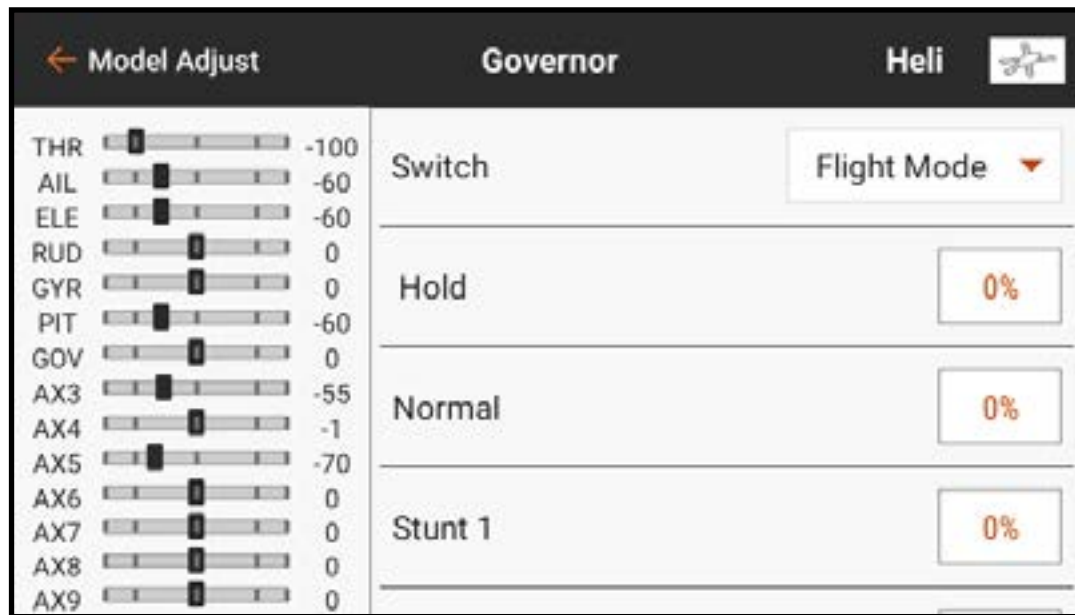 Model Adjust Governor Heli
THR -100
AIL -60
ELE -60
RUD 0
GYR 0
PIT -60
GOV 0
AX3 -55
AX4 -1
AX5 -70
AX6 0
AX7 0
AX8 0
AX9 0
Switch Flight Mode
Hold 0%
Normal 0%
Stunt 1 0%